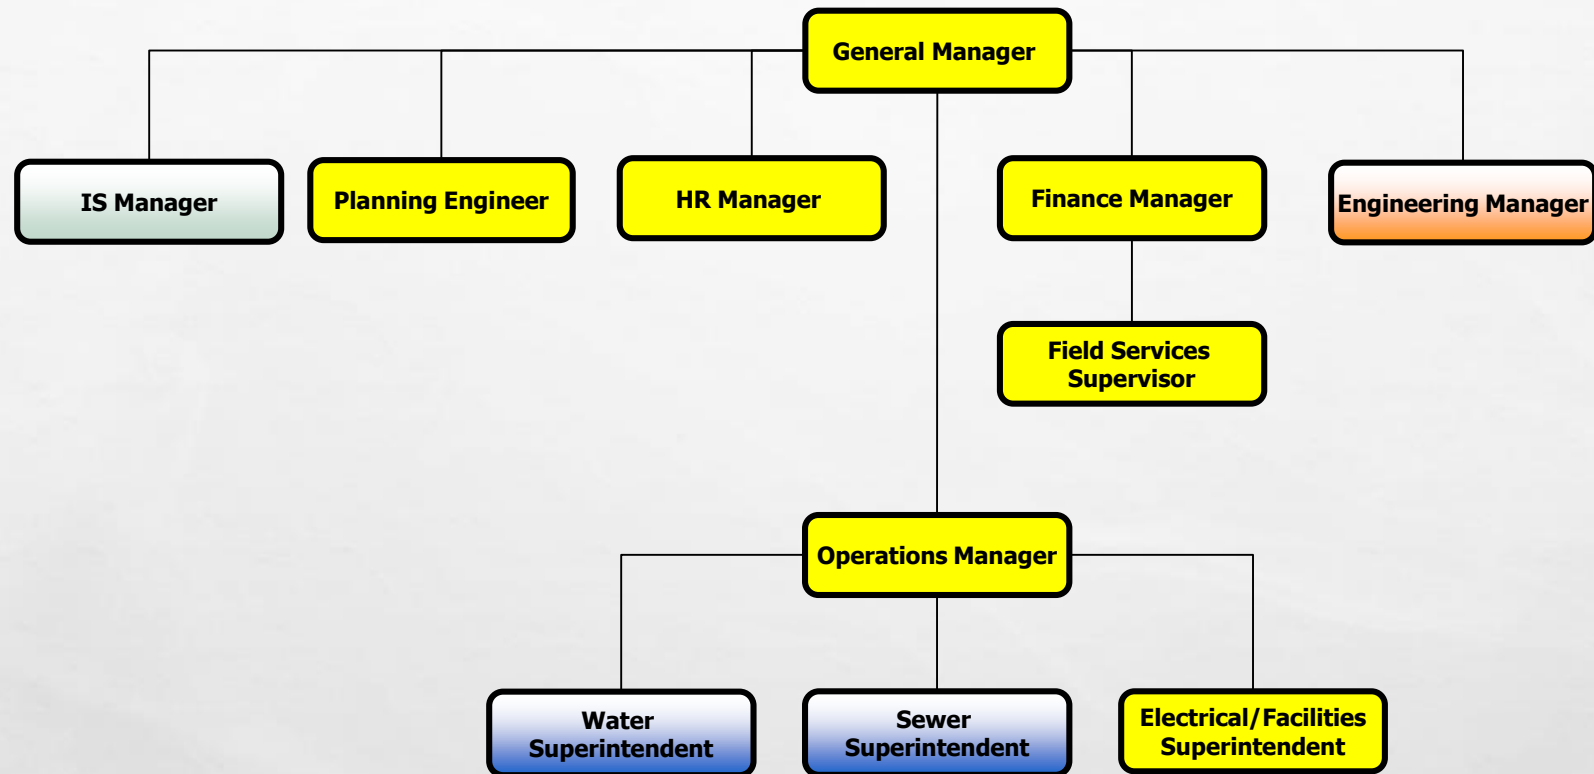 General Manager
IS Manager
Planning Engineer
HR Manager
Finance Manager
Engineering Manager
Field Services
Supervisor
Operations Manager
Water
Superintendent
Sewer
Superintendent
Electrical/Facilities
Superintendent